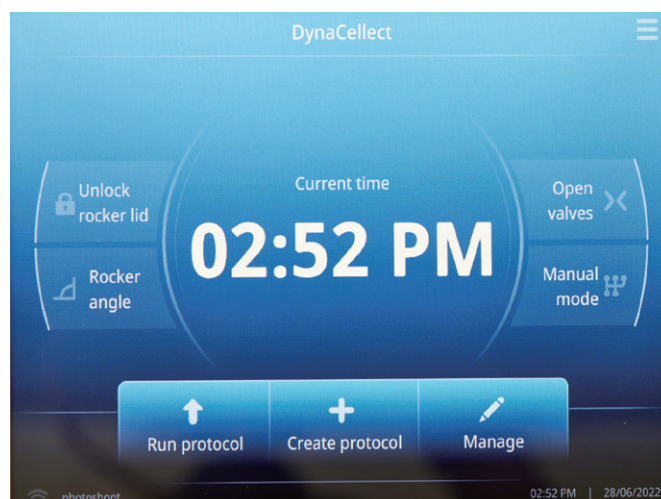 DynaCellect
Unlock
rocker lid
Current time
Open
valves
02:52 PM
Rocker
angle
Manual
mode
Run protocol
Create protocol
Manage
photoshoot
02:52 PM | 28/06/2022